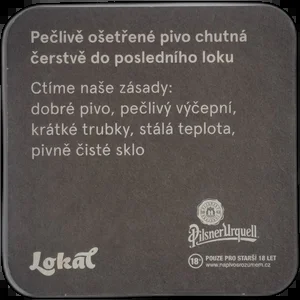 Pečlivě ošetřené pivo chutná
čerstvě do posledního loku
Ctíme naše zásady:
dobré pivo, pečlivý výčepní,
krátké trubky, stálá teplota,
pivně čisté sklo
Lokál
Pilsner Urquell
18+ POUZE PRO STARŠÍ 18 LET
www.napivosrozumem.cz